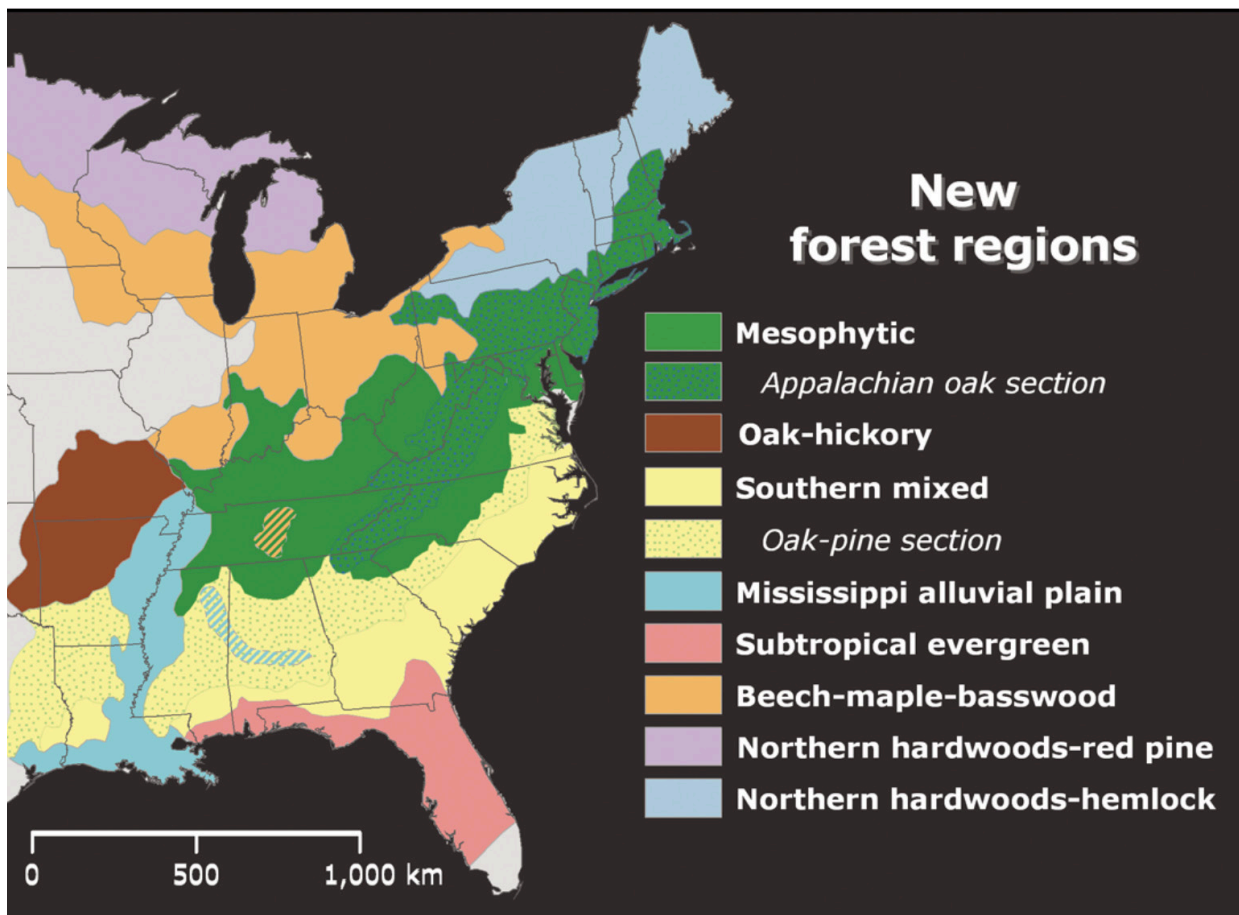 New
forest regions
Mesophytic
Appalachian oak section
Oak-hickory
Southern mixed
Oak-pine section
Mississippi alluvial plain
Subtropical evergreen
Beech-maple-basswood
Northern hardwoods-red pine
Northern hardwoods-hemlock
0 500 1,000 km